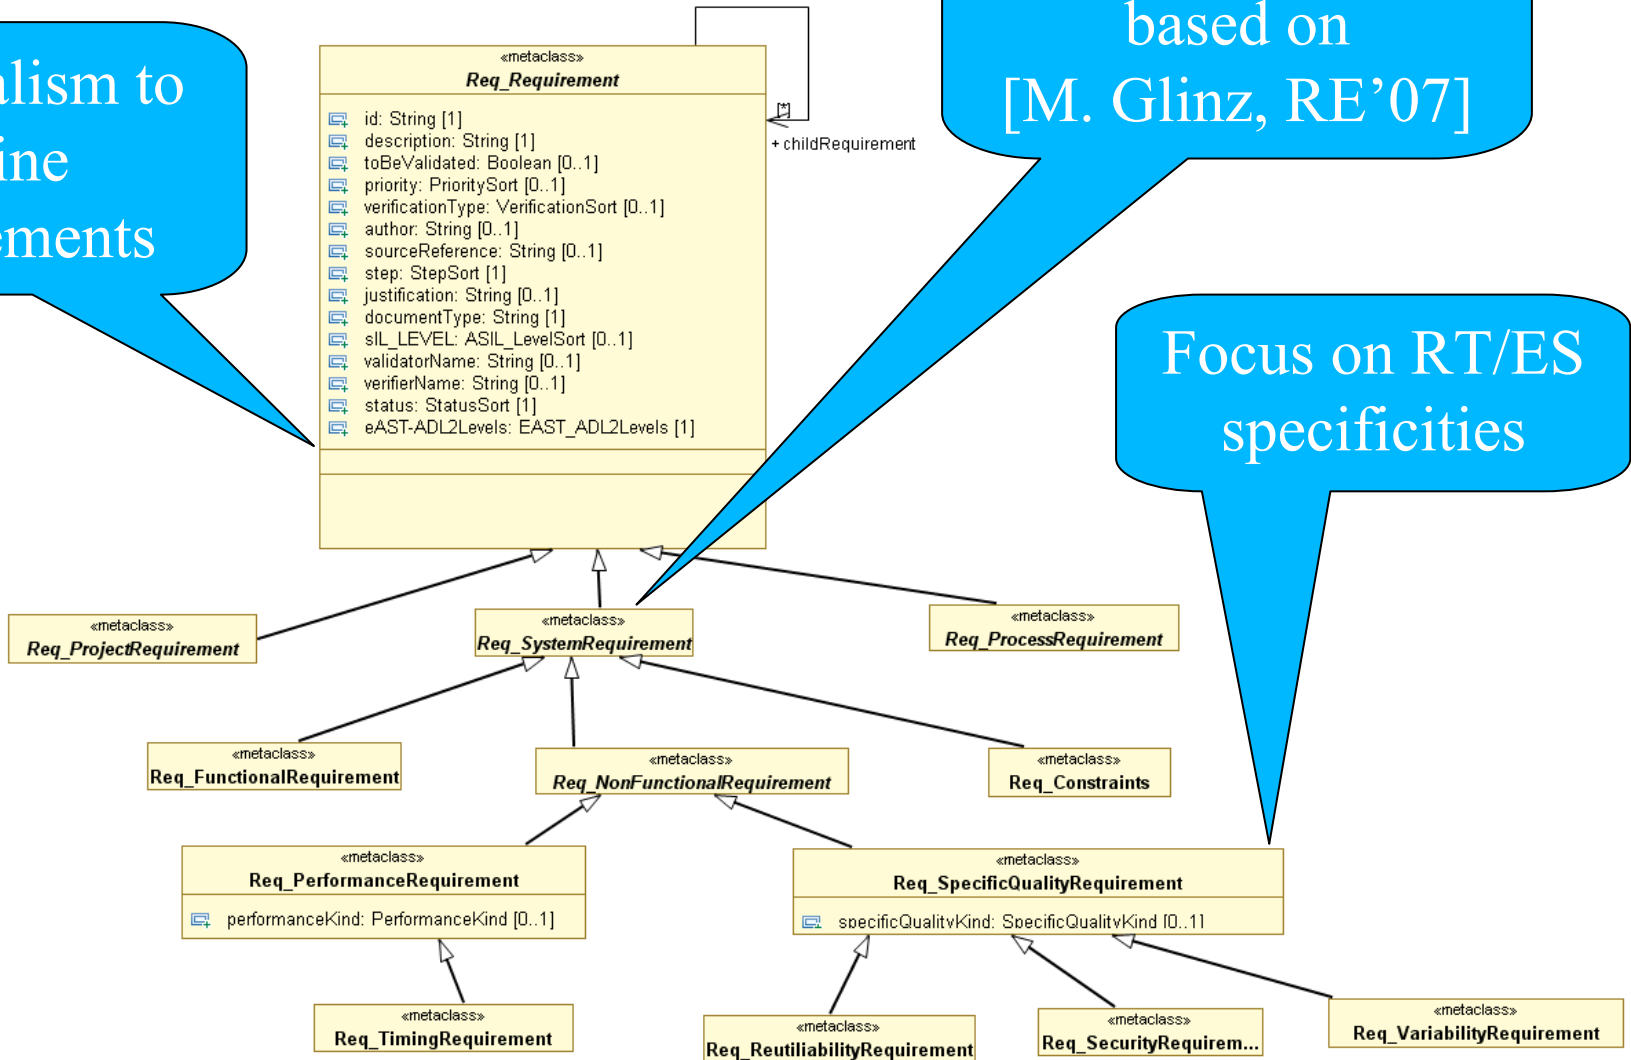 alism to
ine
ements
based on
[M. Glinz, RE’07]
Focus on RT/ES
specificities
«metaclass»
Req_Requirement
id: String [1]
description: String [1]
toBeValidated: Boolean [0..1]
priority: PrioritySort [0..1]
verificationType: VerificationSort [0..1]
author: String [0..1]
sourceReference: String [0..1]
step: StepSort [1]
justification: String [0..1]
documentType: String [1]
sIL_LEVEL: ASIL_LevelSort [0..1]
validatorName: String [0..1]
verifierName: String [0..1]
status: StatusSort [1]
eAST-ADL2Levels: EAST_ADL2Levels [1]
[*]
+ childRequirement
«metaclass»
Req_ProjectRequirement
«metaclass»
Req_SystemRequirement
«metaclass»
Req_ProcessRequirement
«metaclass»
Req_FunctionalRequirement
«metaclass»
Req_NonFunctionalRequirement
«metaclass»
Req_Constraints
«metaclass»
Req_PerformanceRequirement
performanceKind: PerformanceKind [0..1]
«metaclass»
Req_SpecificQualityRequirement
specificQualityKind: SpecificQualityKind [0..1]
«metaclass»
Req_TimingRequirement
«metaclass»
Req_ReutiliabilityRequirement
«metaclass»
Req_SecurityRequirem...
«metaclass»
Req_VariabilityRequirement